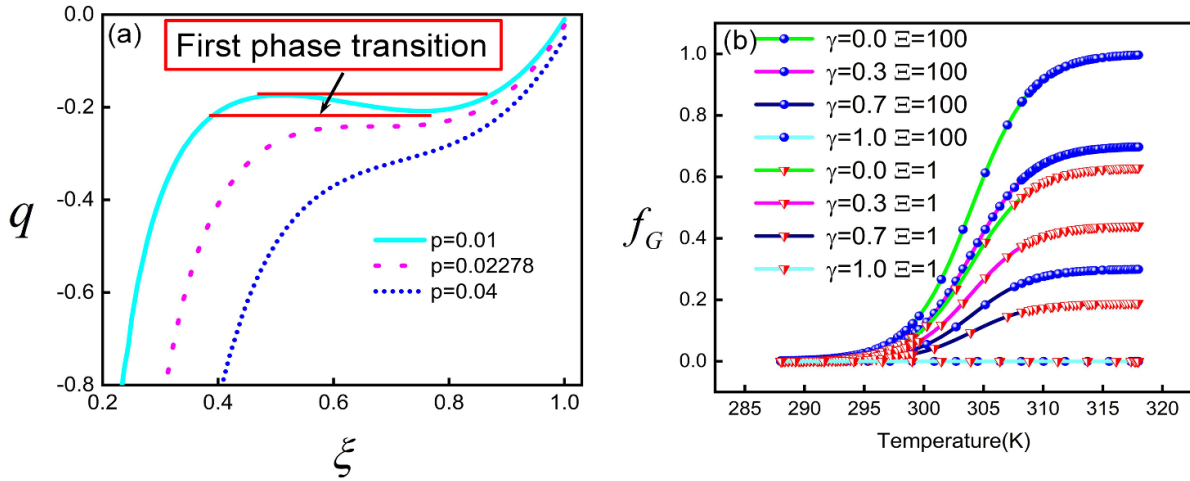 (a)
First phase transition
0.0
-0.2
-0.4
-0.6
-0.8
q
p=0.01
p=0.02278
p=0.04
0.2
0.4
0.6
0.8
1.0
ξ
(b)
γ=0.0 Ξ=100
γ=0.3 Ξ=100
γ=0.7 Ξ=100
γ=1.0 Ξ=100
γ=0.0 Ξ=1
γ=0.3 Ξ=1
γ=0.7 Ξ=1
γ=1.0 Ξ=1
1.0
0.8
0.6
0.4
0.2
0.0
f_G
285
290
295
300
305
310
315
320
Temperature(K)